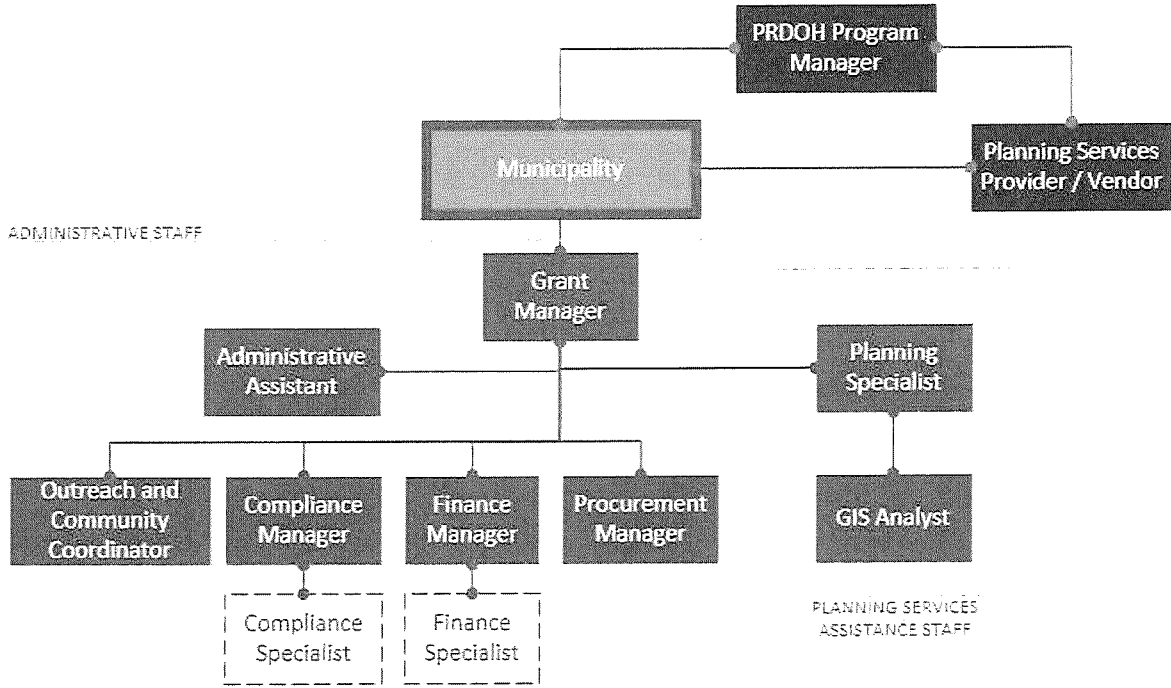 PRDOH Program
Manager
Municipality
Planning Services
Provider / Vendor
ADMINISTRATIVE STAFF
Grant
Manager
Administrative
Assistant
Planning
Specialist
Outreach and
Community
Coordinator
Compliance
Manager
Finance
Manager
Procurement
Manager
GIS Analyst
Compliance
Specialist
Finance
Specialist
PLANNING SERVICES
ASSISTANCE STAFF